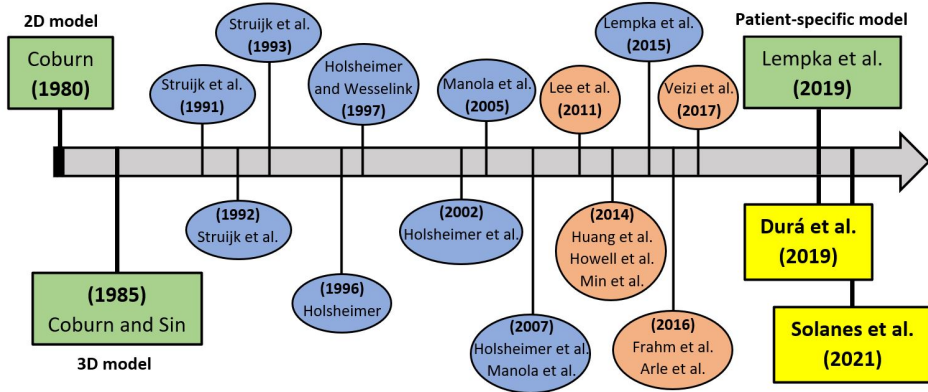 2D model
Coburn
(1980)
Struijk et al.
(1991)
Struijk et al.
(1993)
Holsheimer
and Wesselink
(1997)
Manola et al.
(2005)
Lee et al.
(2011)
Lempka et al.
(2015)
Veizi et al.
(2017)
Patient-specific model
Lempka et al.
(2019)
(1985)
Coburn and Sin
3D model
(1992)
Struijk et al.
(1996)
Holsheimer
(2002)
Holsheimer et al.
(2007)
Holsheimer et al.
Manola et al.
(2014)
Huang et al.
Howell et al.
Min et al.
(2016)
Frahm et al.
Arle et al.
Durá et al.
(2019)
Solanes et al.
(2021)